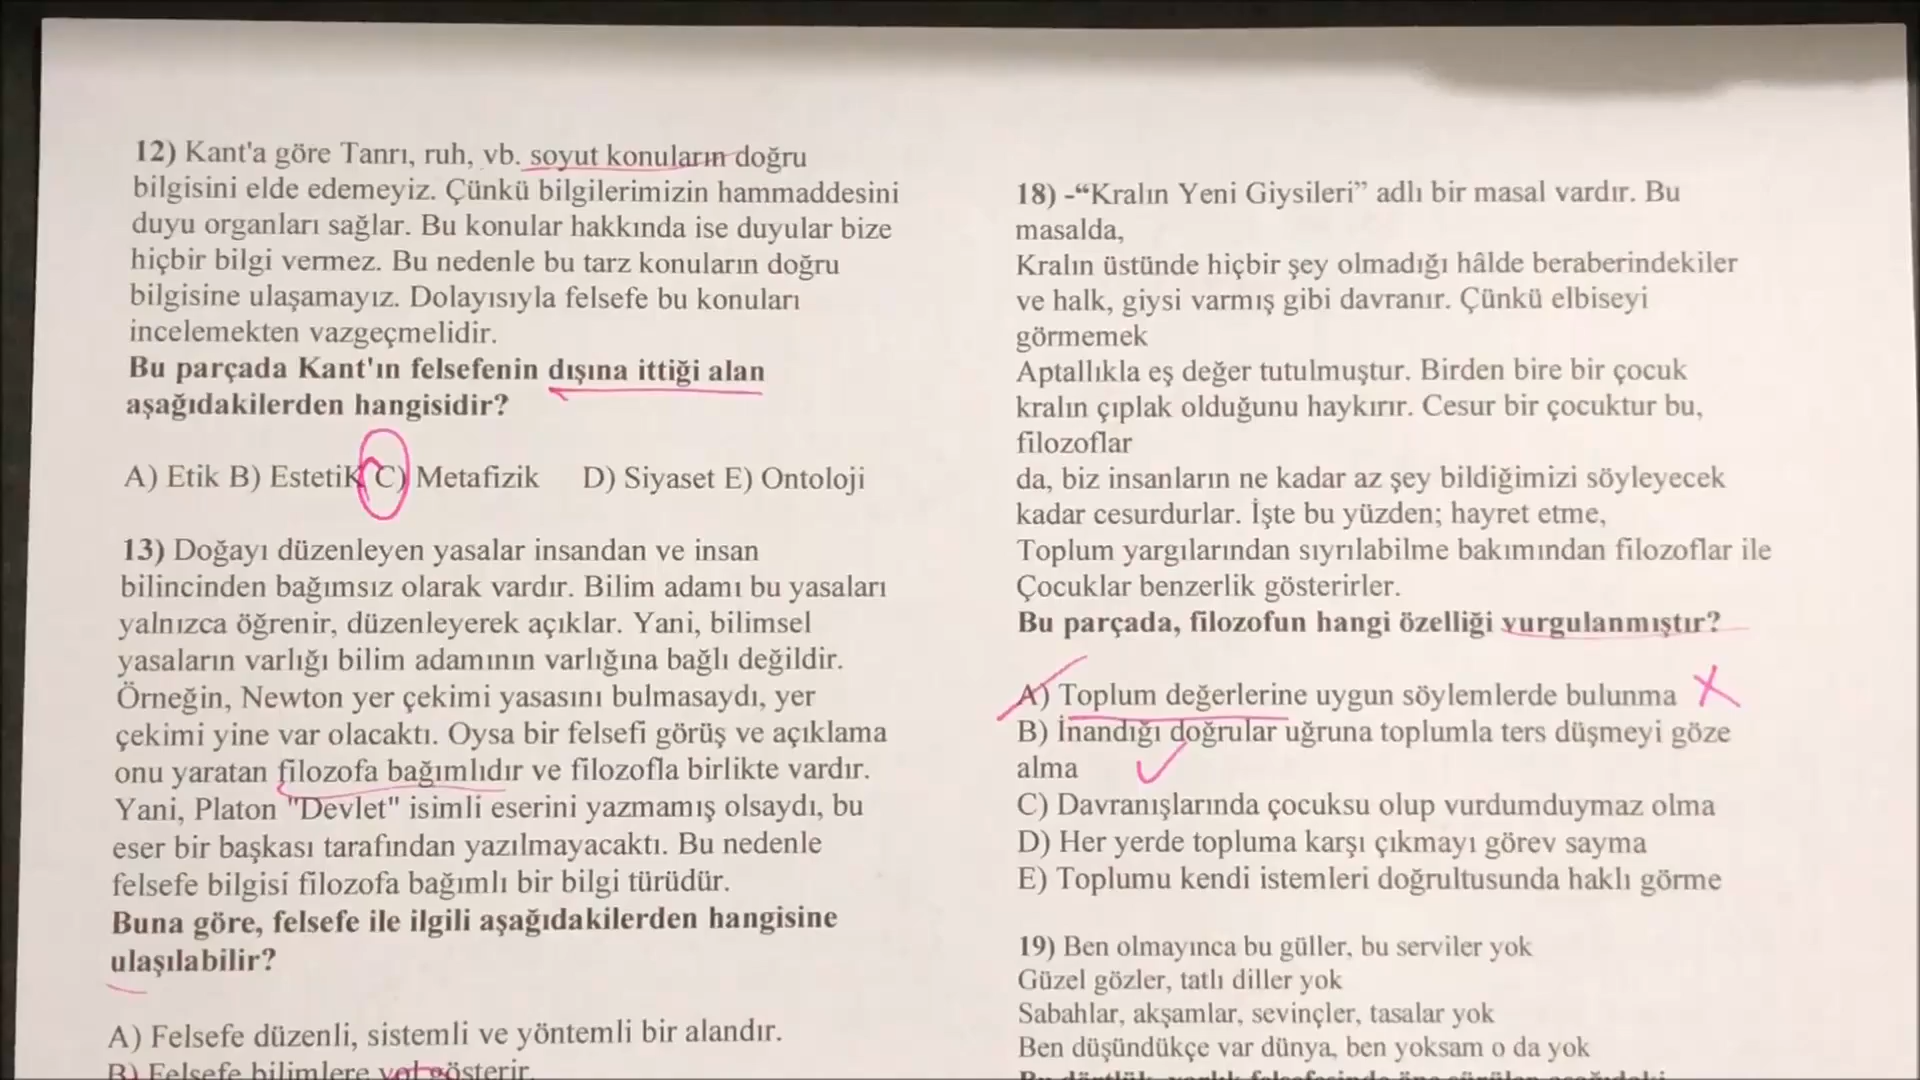 12) Kant'a göre Tanrı, ruh, vb. soyut konuların doğru
bilgisini elde edemeyiz. Çünkü bilgilerimizin hammaddesini
duyu organları sağlar. Bu konular hakkında ise duyular bize
hiçbir bilgi vermez. Bu nedenle bu tarz konuların doğru
bilgisine ulaşamayız. Dolayısıyla felsefe bu konuları
incelemekten vazgeçmelidir.
Bu parçada Kant'ın felsefenin dışına ittiği alan
aşağıdakilerden hangisidir?
A) Etik B) EstetiK C) Metafizik D) Siyaset E) Ontoloji
13) Doğayı düzenleyen yasalar insandan ve insan
bilincinden bağımsız olarak vardır. Bilim adamı bu yasaları
yalnızca öğrenir, düzenleyerek açıklar. Yani, bilimsel
yasaların varlığı bilim adamının varlığına bağlı değildir.
Örneğin, Newton yer çekimi yasasını bulmasaydı, yer
çekimi yine var olacaktı. Oysa bir felsefi görüş ve açıklama
onu yaratan filozofa bağımlıdır ve filozofla birlikte vardır.
Yani, Platon "Devlet" isimli eserini yazmamış olsaydı, bu
eser bir başkası tarafından yazılmayacaktı. Bu nedenle
felsefe bilgisi filozofa bağımlı bir bilgi türüdür.
Buna göre, felsefe ile ilgili aşağıdakilerden hangisine
ulaşılabilir?
A) Felsefe düzenli, sistemli ve yöntemli bir alandır.
B) Felsefe bilimlere yol gösterir.
18) -“Kralın Yeni Giysileri” adlı bir masal vardır. Bu
masalda,
Kralın üstünde hiçbir şey olmadığı hâlde beraberindekiler
ve halk, giysi varmış gibi davranır. Çünkü elbiseyi
görmemek
Aptallıkla eş değer tutulmuştur. Birden bire bir çocuk
kralın çıplak olduğunu haykırır. Cesur bir çocuktur bu,
filozoflar
da, biz insanların ne kadar az şey bildiğimizi söyleyecek
kadar cesurdurlar. İşte bu yüzden; hayret etme,
Toplum yargılarından sıyrılabilme bakımından filozoflar ile
Çocuklar benzerlik gösterirler.
Bu parçada, filozofun hangi özelliği vurgulanmıştır?
A) Toplum değerlerine uygun söylemlerde bulunma
B) İnandığı doğrular uğruna toplumla ters düşmeyi göze
alma
C) Davranışlarında çocuksu olup vurdumduymaz olma
D) Her yerde topluma karşı çıkmayı görev sayma
E) Toplumu kendi istemleri doğrultusunda haklı görme
19) Ben olmayınca bu güller, bu serviler yok
Güzel gözler, tatlı diller yok
Sabahlar, akşamlar, sevinçler, tasalar yok
Ben düşündükçe var dünya, ben yoksam o da yok